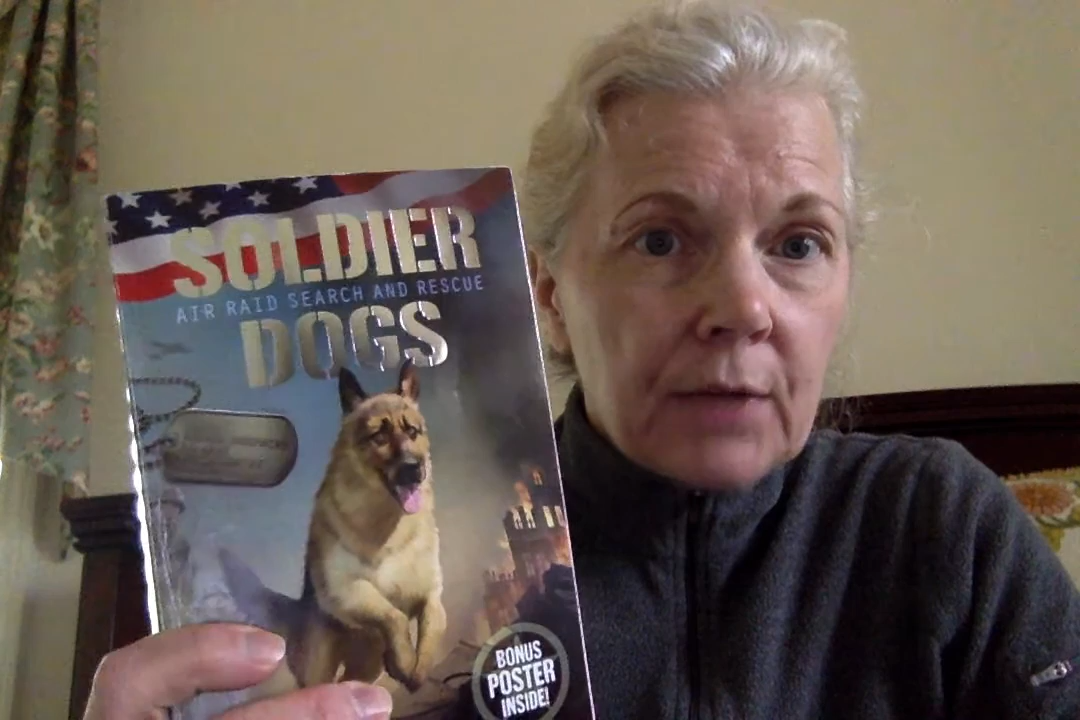 SOLDIER
AIR RAID SEARCH AND RESCUE
DOGS
BONUS
POSTER
INSIDE!